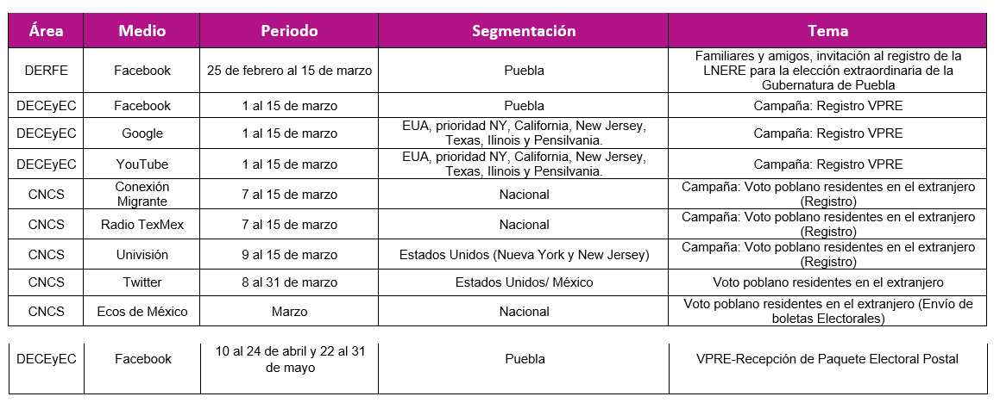 Área Medio Periodo Segmentación Tema
DERFE Facebook 25 de febrero al 15 de marzo Puebla Familiares y amigos, invitación al registro de la
LNERE para la elección extraordinaria de la
Gubernatura de Puebla
DECEyEC Facebook 1 al 15 de marzo Puebla Campaña: Registro VPRE
DECEyEC Google 1 al 15 de marzo EUA, prioridad NY, California, New Jersey,
Texas, Ilinois y Pensilvania. Campaña: Registro VPRE
DECEyEC YouTube 1 al 15 de marzo EUA, prioridad NY, California, New Jersey,
Texas, Ilinois y Pensilvania. Campaña: Registro VPRE
CNCS Conexión
Migrante 7 al 15 de marzo Nacional Campaña: Voto poblano residentes en el extranjero
(Registro)
CNCS Radio TexMex 7 al 15 de marzo Nacional Campaña: Voto poblano residentes en el extranjero
(Registro)
CNCS Univisión 9 al 15 de marzo Estados Unidos (Nueva York y New Jersey) Campaña: Voto poblano residentes en el extranjero
(Registro)
CNCS Twitter 8 al 31 de marzo Estados Unidos/ México Voto poblano residentes en el extranjero
CNCS Ecos de México Marzo Nacional Voto poblano residentes en el extranjero (Envío de
boletas Electorales)
DECEyEC Facebook 10 al 24 de abril y 22 al 31
de mayo Puebla VPRE-Recepción de Paquete Electoral Postal